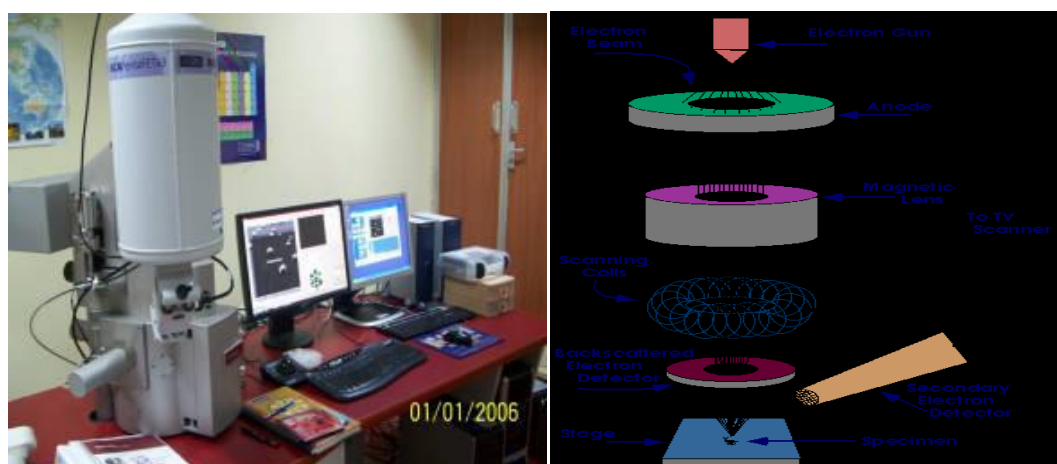 01/01/2006
Electron
Beam
Electron Gun
Anode
Magnetic
Lens
To TV
Scanner
Scanning
Coils
Backscattered
Electron
Detector
Secondary
Electron
Detector
Stage
Specimen